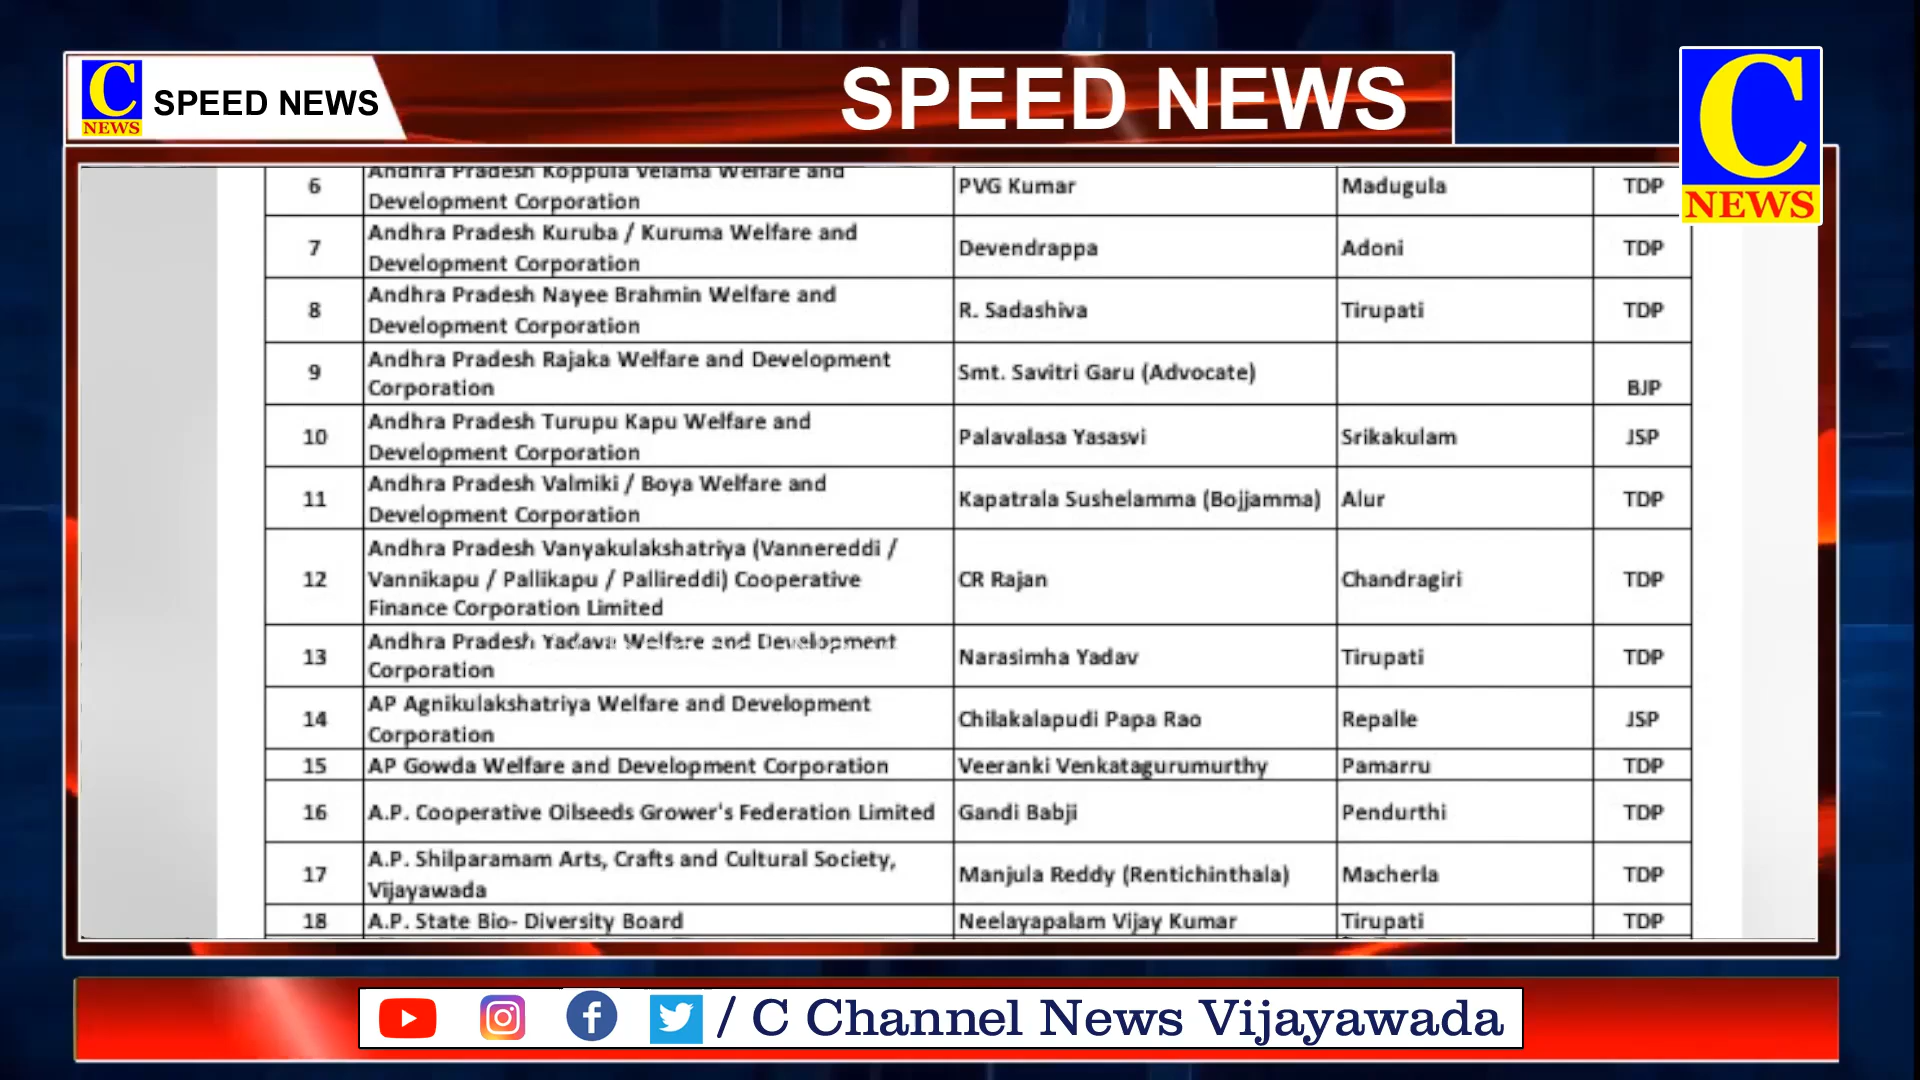 C
NEWS
SPEED NEWS
SPEED NEWS
C
NEWS
6
Andhra Pradesh Koppula Velama Welfare and
Development Corporation
PVG Kumar
Madugula
TDP
7
Andhra Pradesh Kuruba / Kuruma Welfare and
Development Corporation
Devendrappa
Adoni
TDP
8
Andhra Pradesh Nayee Brahmin Welfare and
Development Corporation
R. Sadashiva
Tirupati
TDP
9
Andhra Pradesh Rajaka Welfare and Development
Corporation
Smt. Savitri Garu (Advocate)
BJP
10
Andhra Pradesh Turupu Kapu Welfare and
Development Corporation
Palavalasa Yasasvi
Srikakulam
JSP
11
Andhra Pradesh Valmiki / Boya Welfare and
Development Corporation
Kapatrala Sushelamma (Bojjamma)
Alur
TDP
12
Andhra Pradesh Vanyakulakshatriya (Vannereddi /
Vannikapu / Pallikapu / Pallireddi) Cooperative
Finance Corporation Limited
CR Rajan
Chandragiri
TDP
13
Andhra Pradesh Yadava Welfare and Development
Corporation
Narasimha Yadav
Tirupati
TDP
14
AP Agnikulakshatriya Welfare and Development
Corporation
Chilakalapudi Papa Rao
Repalle
JSP
15
AP Gowda Welfare and Development Corporation
Veeranki Venkatagurumurthy
Pamarru
TDP
16
A.P. Cooperative Oilseeds Grower's Federation Limited
Gandi Babji
Pendurthi
TDP
17
A.P. Shilparamam Arts, Crafts and Cultural Society,
Vijayawada
Manjula Reddy (Rentichinthala)
Macherla
TDP
18
A.P. State Bio- Diversity Board
Neelayapalam Vijay Kumar
Tirupati
TDP
/ C Channel News Vijayawada